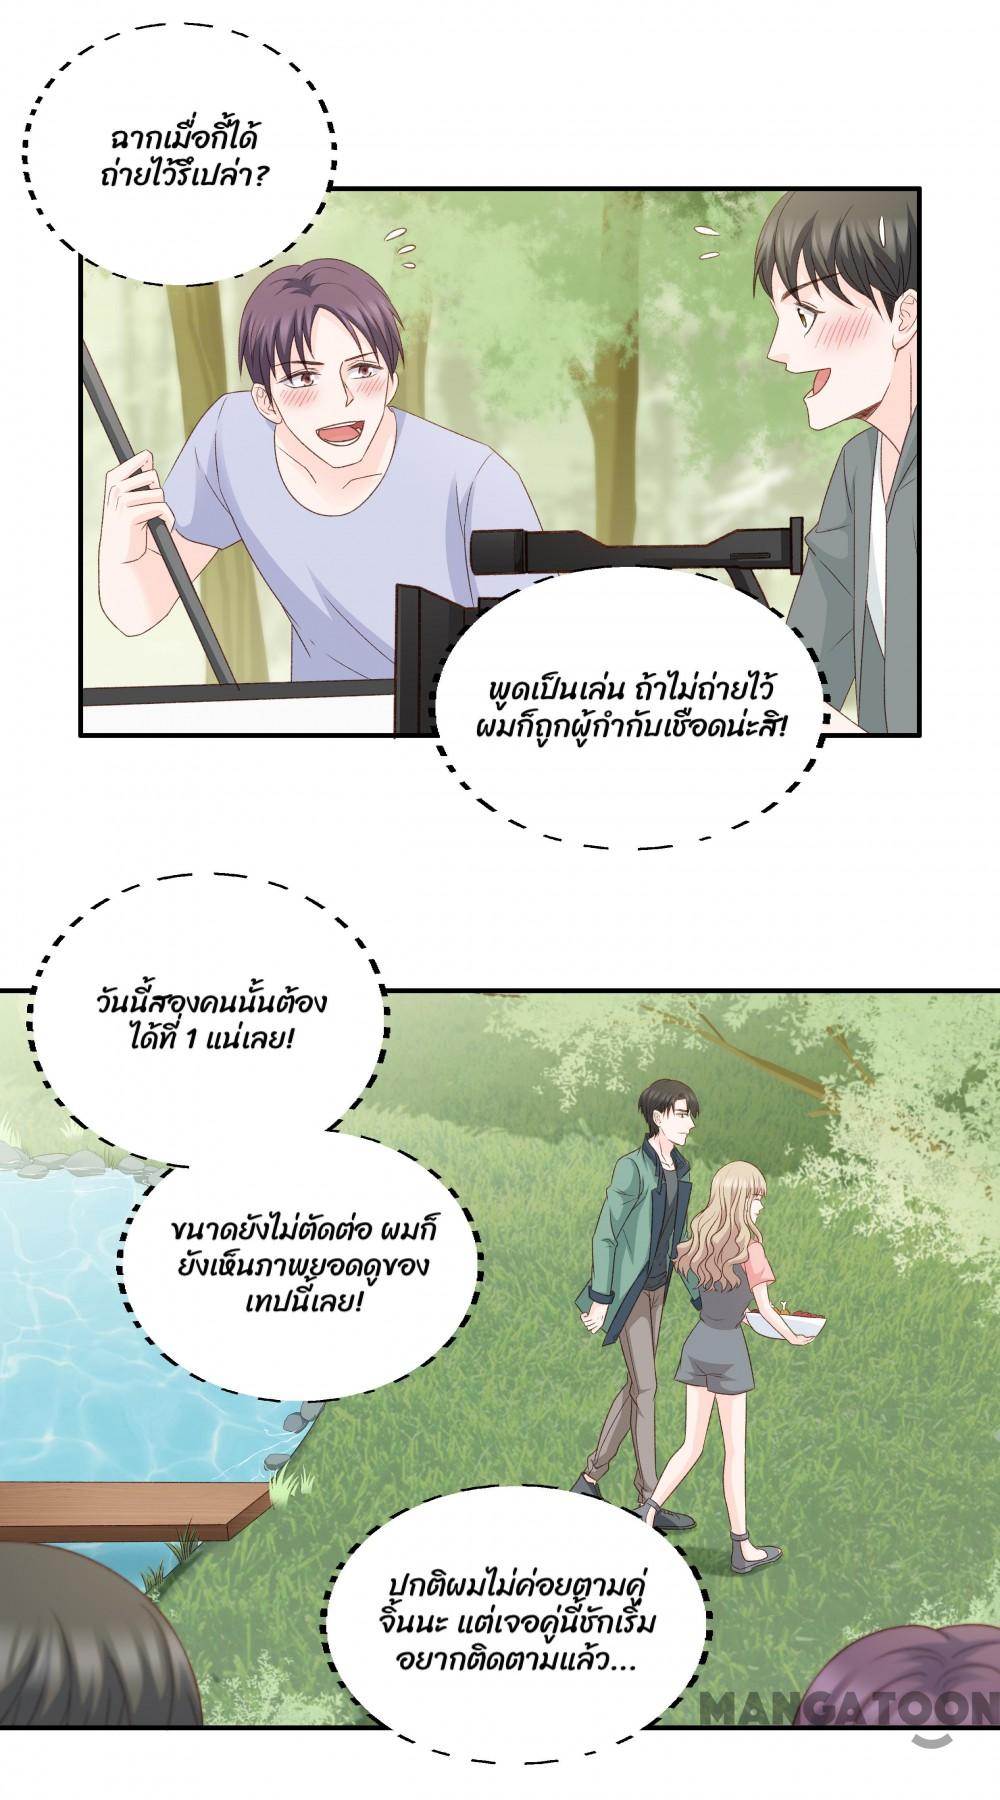 ฉากเมื่อกี้ได้
ถ่ายไว้รึเปล่า?
พูดเป็นเล่น ถ้าไม่ถ่ายไว้
ผมก็ถูกผู้กำกับเชือดน่ะสิ!
วันนี้สองคนนั้นต้อง
ได้ที่ 1 แน่เลย!
ขนาดยังไม่ตัดต่อ ผมก็
ยังเห็นภาพยอดดูของ
เทปนี้เลย!
ปกติผมไม่ค่อยตามคู่
จิ้นนะ แต่เจอคู่นี้ชักเริ่ม
อยากติดตามแล้ว...
MANGATOON